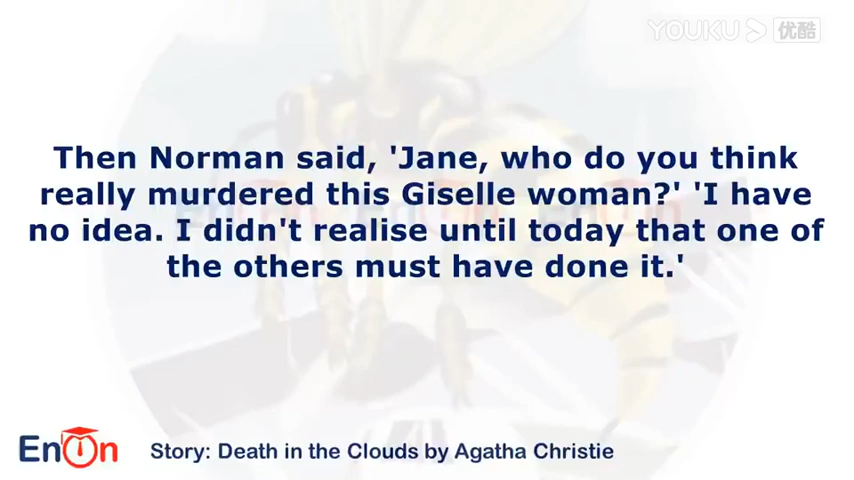 YOUKU 优酷
Then Norman said, 'Jane, who do you think
really murdered this Giselle woman?' 'I have
no idea. I didn't realise until today that one of
the others must have done it.'
EnOn
Story: Death in the Clouds by Agatha Christie